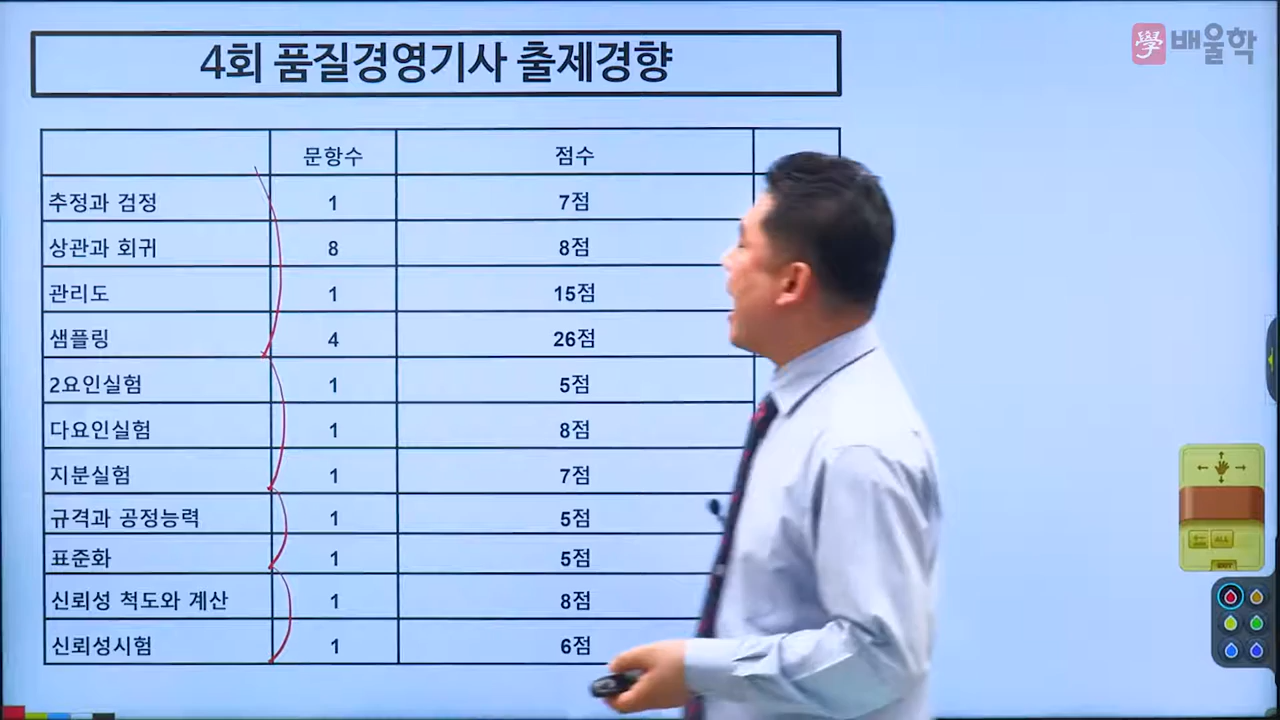 4회 품질경영기사 출제경향
學 배울학
문항수 점수
추정과 검정 1 7점
상관과 회귀 8 8점
관리도 1 15점
샘플링 4 26점
2요인실험 1 5점
다요인실험 1 8점
지분실험 1 7점
규격과 공정능력 1 5점
표준화 1 5점
신뢰성 척도와 계산 1 8점
신뢰성시험 1 6점
ALL
EXIT